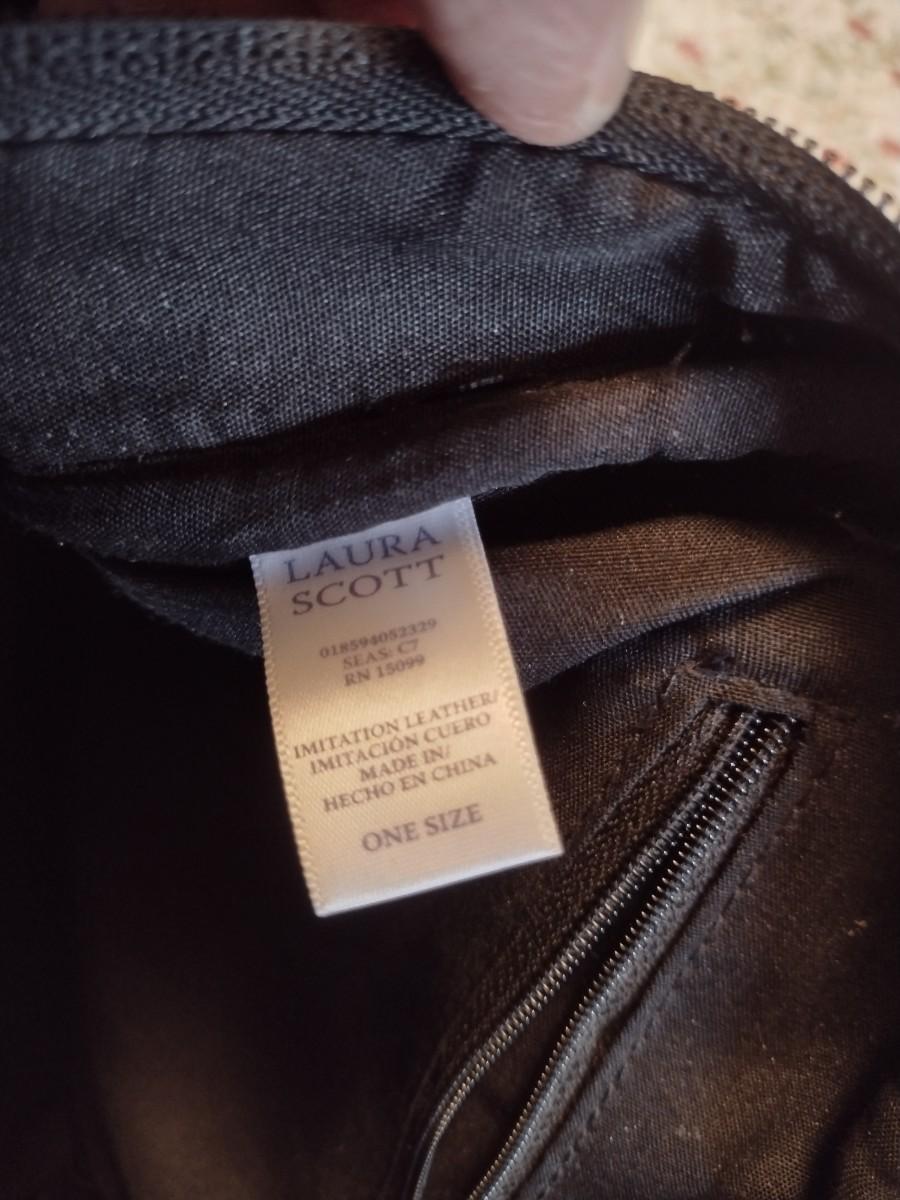 LAURA
SCOTT
018594052329
SEAS: C7
RN 15099
IMITATION LEATHER/
IMITACIÓN CUERO
MADE IN/
HECHO EN CHINA
ONE SIZE